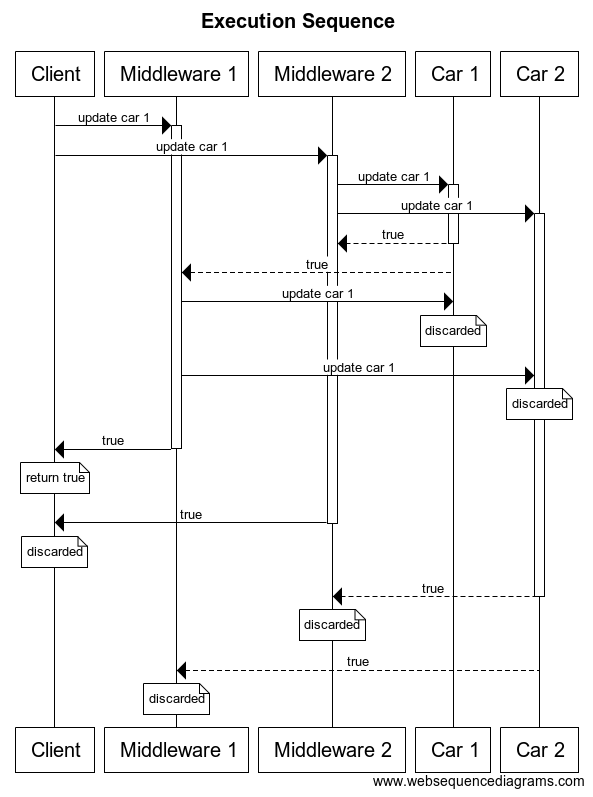 Execution Sequence
Client
Middleware 1
Middleware 2
Car 1
Car 2
update car 1
update car 1
update car 1
update car 1
true
true
update car 1
discarded
update car 1
discarded
true
return true
true
discarded
true
discarded
true
discarded
Client
Middleware 1
Middleware 2
Car 1
Car 2
www.websequencediagrams.com